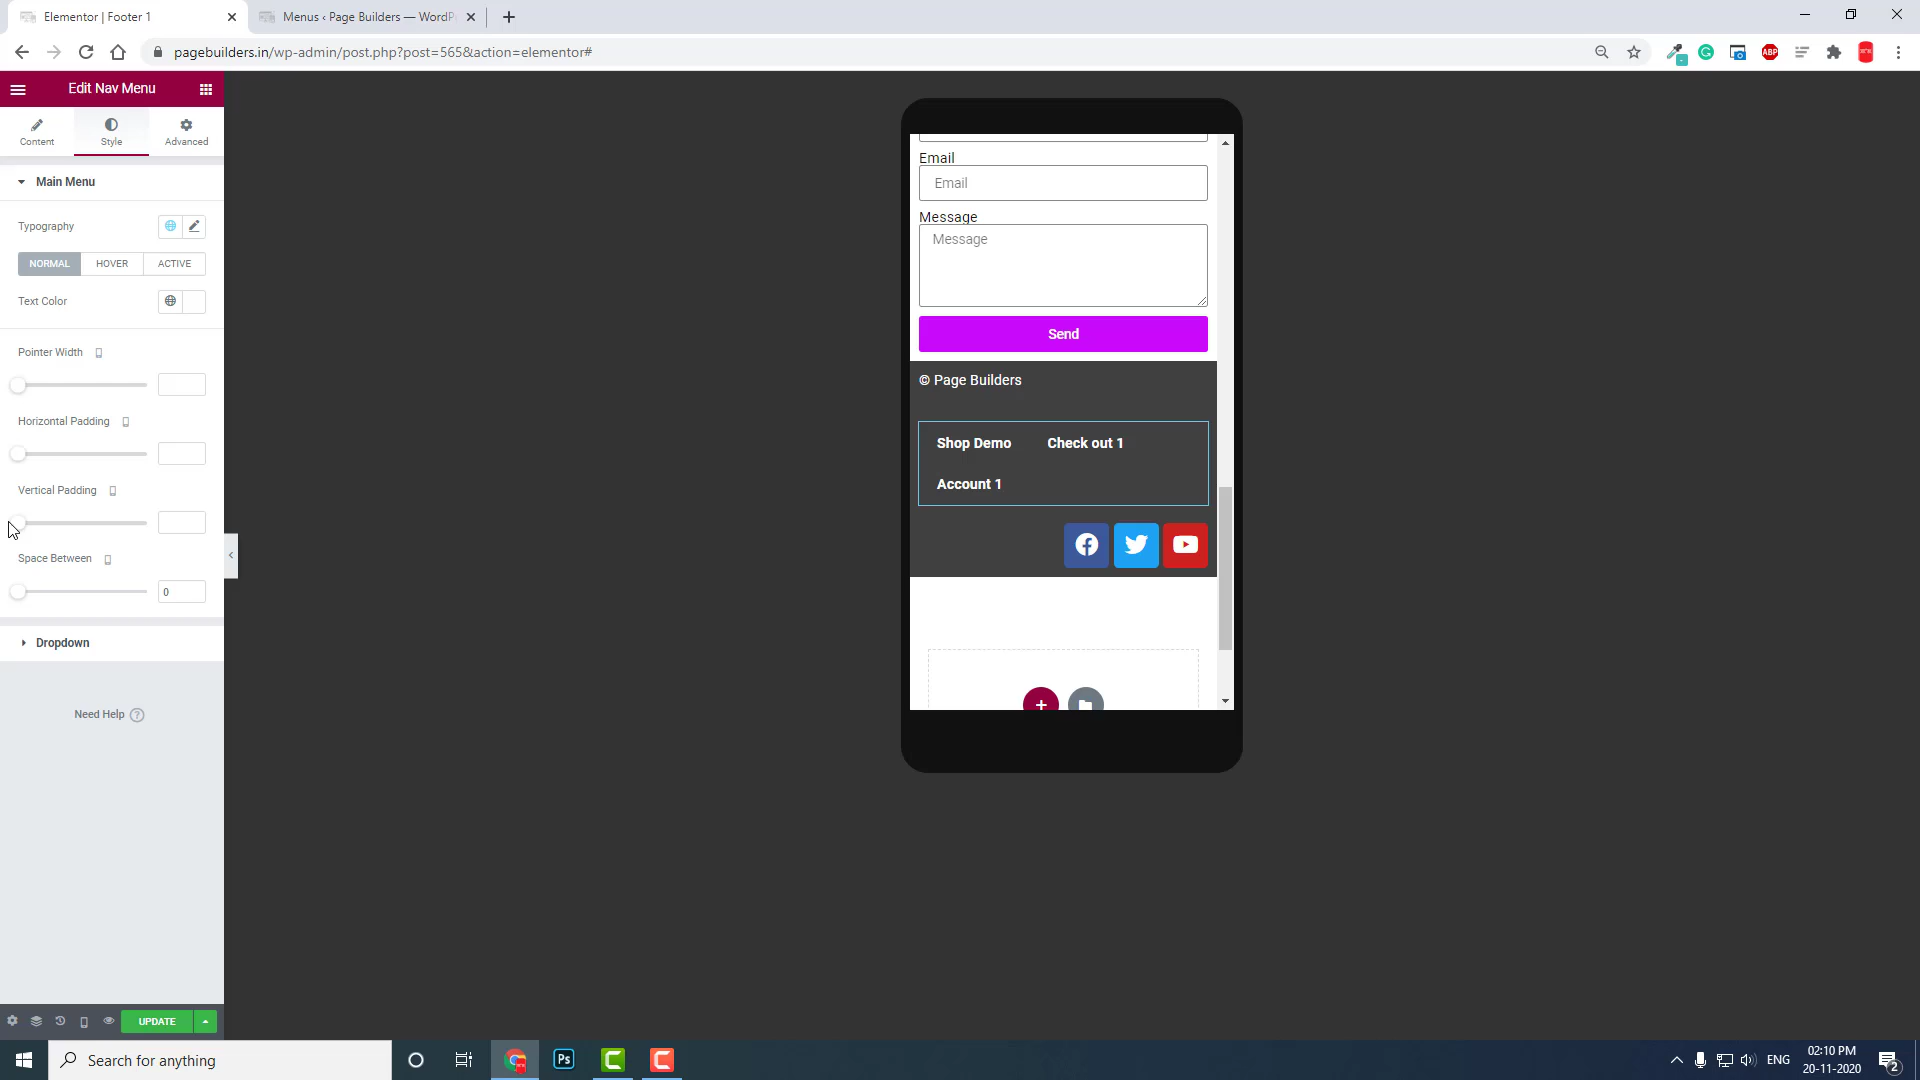 Elementor | Footer 1
Menus ‹ Page Builders — WordP
pagebuilders.in/wp-admin/post.php?post=565&action=elementor#
ABP
Edit Nav Menu
Content
Style
Advanced
Main Menu
Typography
NORMAL
HOVER
ACTIVE
Text Color
Pointer Width
Horizontal Padding
Vertical Padding
Space Between
0
Dropdown
Need Help ?
UPDATE
Email
Email
Message
Message
Send
© Page Builders
Shop Demo
Check out 1
Account 1
Search for anything
Ps
ENG
02:10 PM
20-11-2020
2